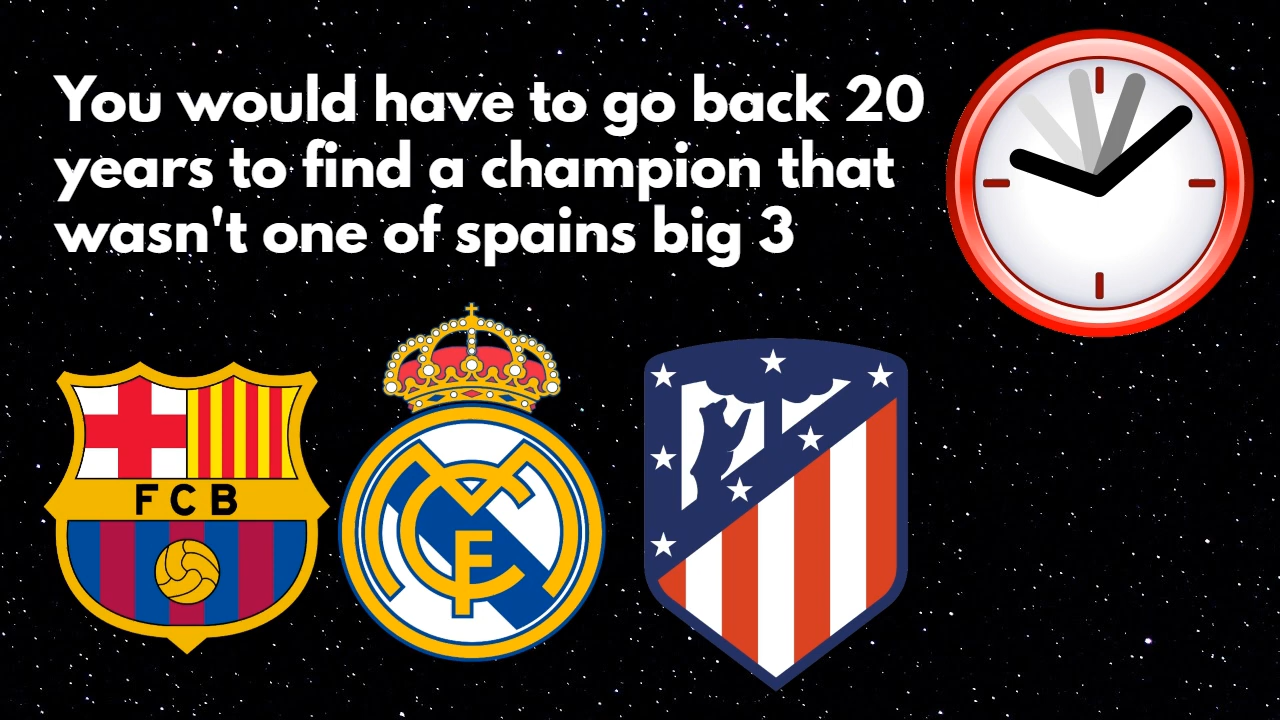 You would have to go back 20
years to find a champion that
wasn't one of spains big 3
FCB